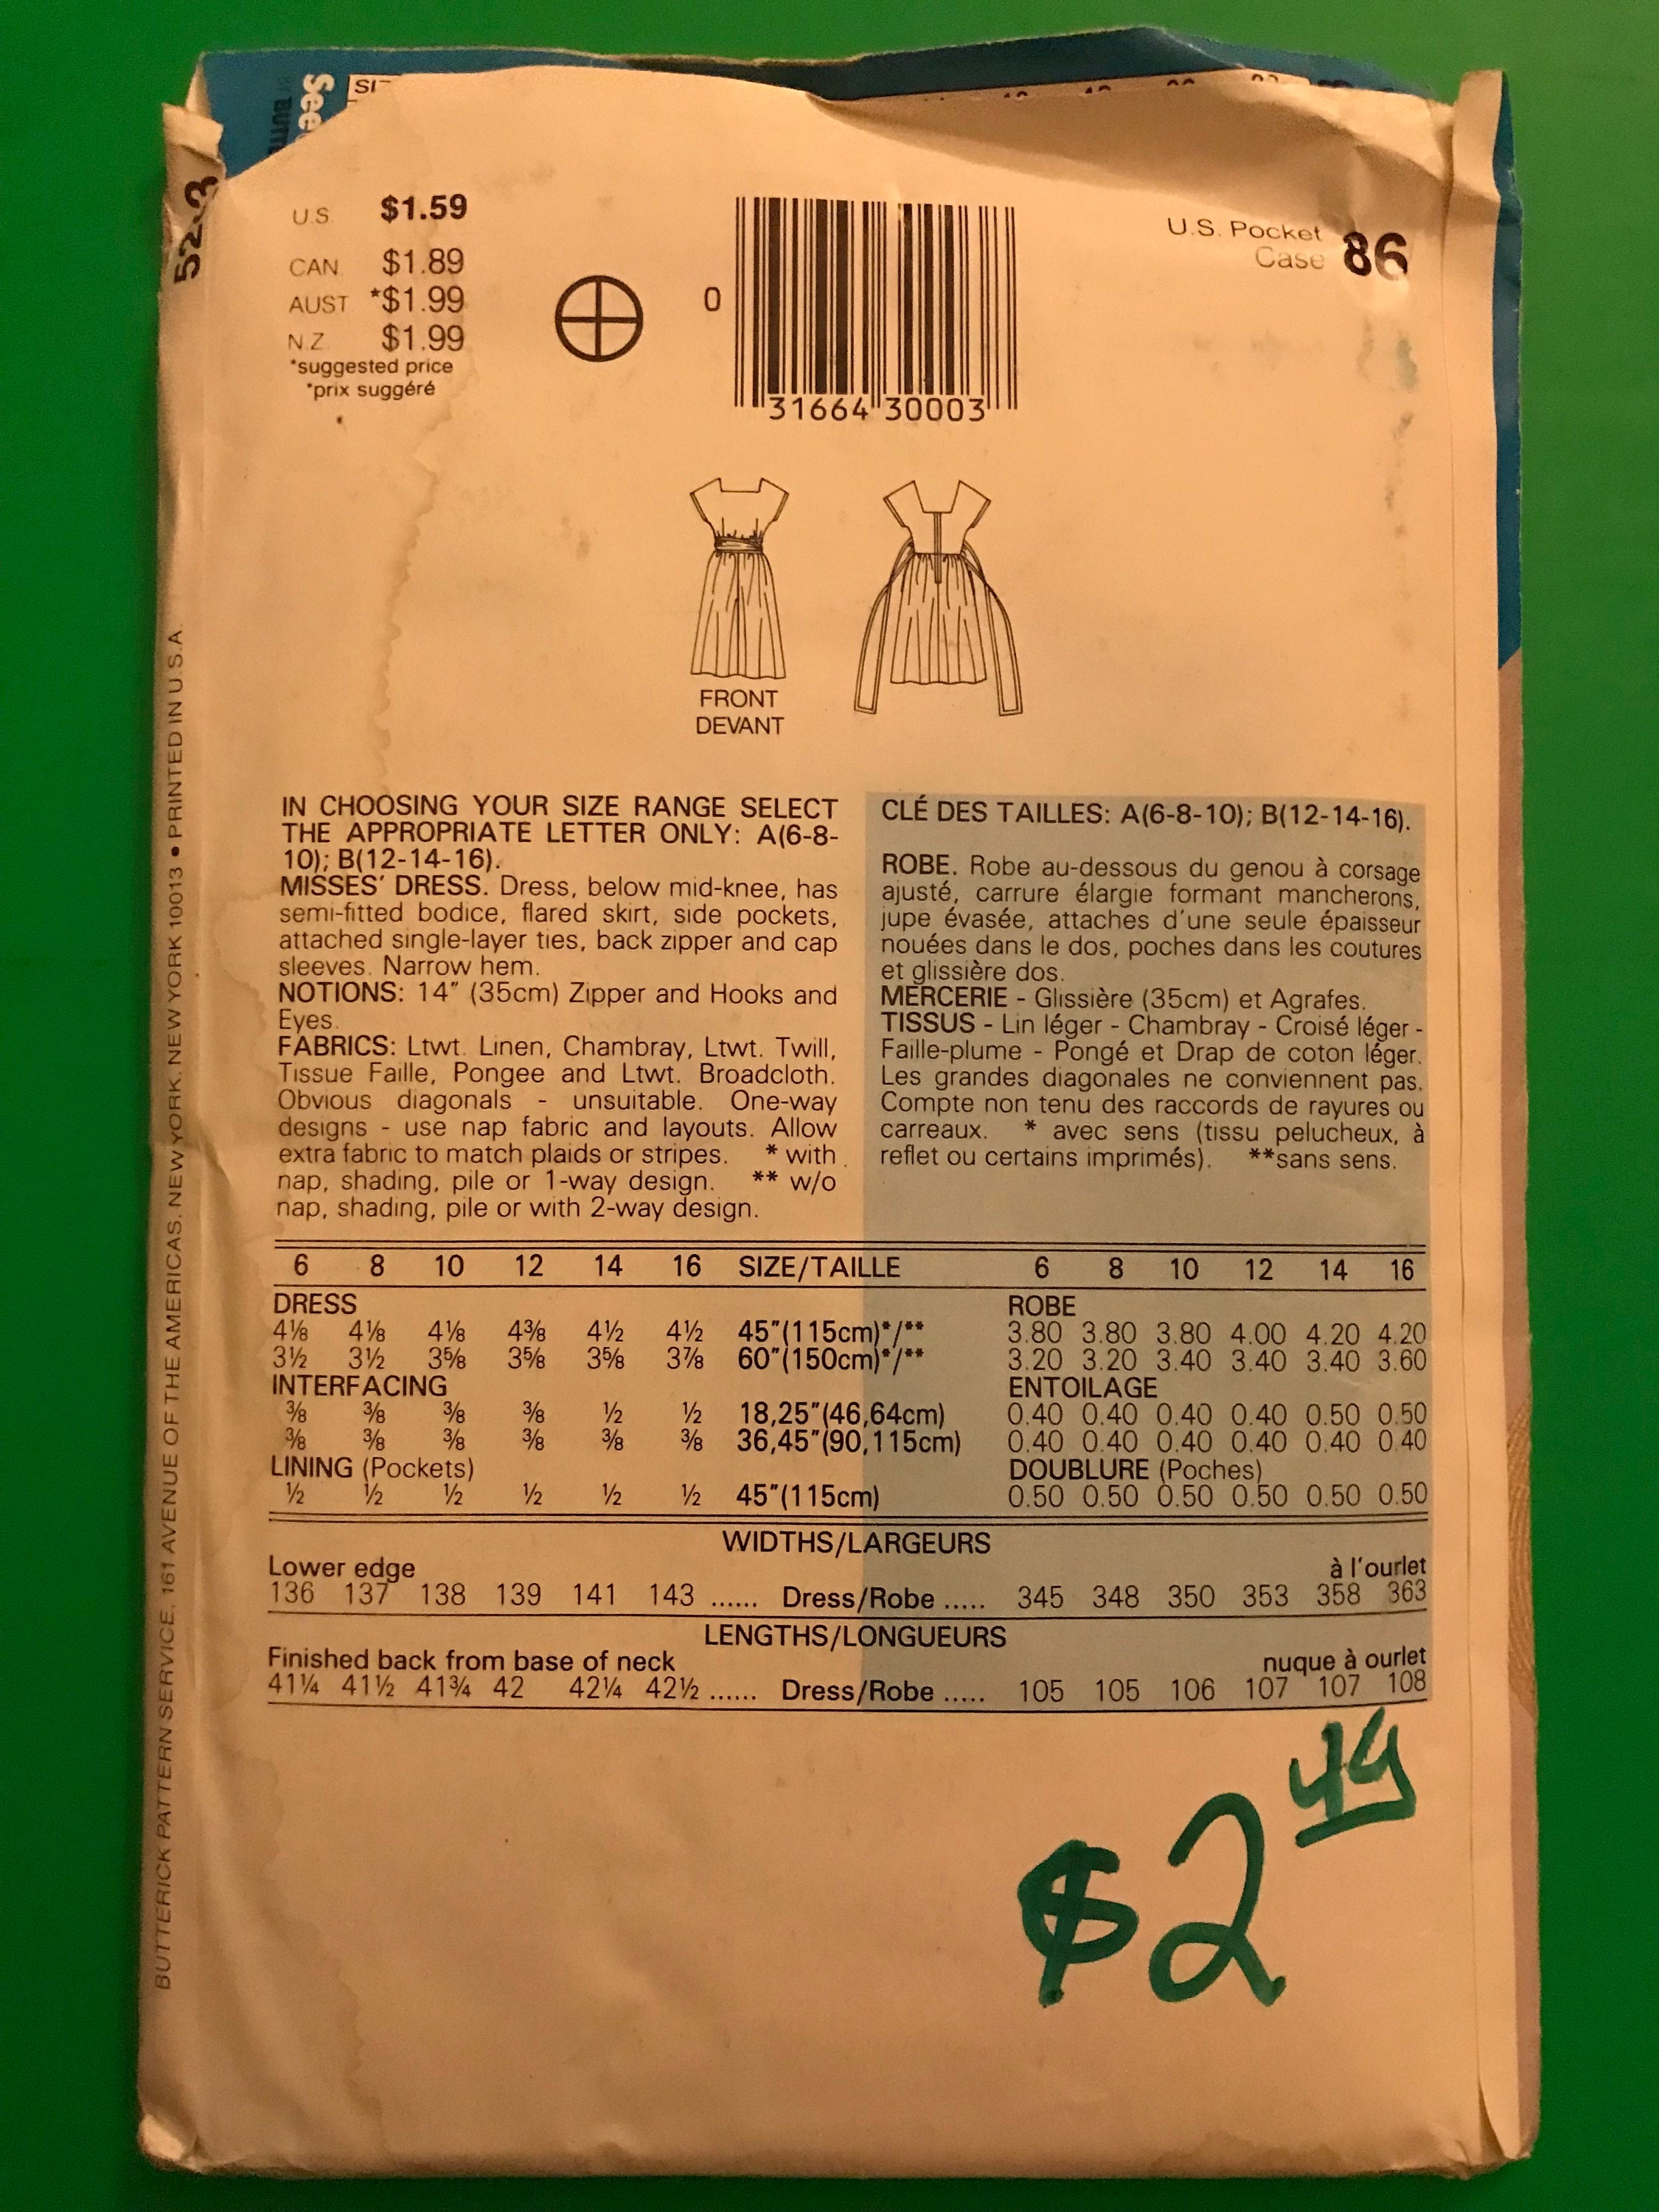 See
SI
U.S. $1.59
CAN. $1.89
AUST *$1.99
N.Z. $1.99
*suggested price
*prix suggéré
0
31664 30003
U.S. Pocket
Case 86
FRONT
DEVANT
IN CHOOSING YOUR SIZE RANGE SELECT
THE APPROPRIATE LETTER ONLY: A(6-8-
10); B(12-14-16).
MISSES' DRESS. Dress, below mid-knee, has
semi-fitted bodice, flared skirt, side pockets,
attached single-layer ties, back zipper and cap
sleeves. Narrow hem.
NOTIONS: 14" (35cm) Zipper and Hooks and
Eyes.
FABRICS: Ltwt. Linen, Chambray, Ltwt. Twill,
Tissue Faille, Pongee and Ltwt. Broadcloth.
Obvious diagonals - unsuitable. One-way
designs - use nap fabric and layouts. Allow
extra fabric to match plaids or stripes. * with
nap, shading, pile or 1-way design. ** w/o
nap, shading, pile or with 2-way design.
CLÉ DES TAILLES: A(6-8-10); B(12-14-16).
ROBE. Robe au-dessous du genou à corsage
ajusté, carrure élargie formant mancherons,
jupe évasée, attaches d'une seule épaisseur
nouées dans le dos, poches dans les coutures
et glissière dos.
MERCERIE - Glissière (35cm) et Agrafes.
TISSUS - Lin léger - Chambray - Croisé léger -
Faille-plume - Pongé et Drap de coton léger.
Les grandes diagonales ne conviennent pas.
Compte non tenu des raccords de rayures ou
carreaux. * avec sens (tissu pelucheux, à
reflet ou certains imprimés). **sans sens.
6 8 10 12 14 16 SIZE/TAILLE 6 8 10 12 14 16
DRESS ROBE
4⅛ 4⅛ 4⅛ 4⅜ 4½ 4½ 45"(115cm)*/** 3.80 3.80 3.80 4.00 4.20 4.20
3½ 3½ 3⅝ 3⅝ 3⅝ 3⅞ 60"(150cm)*/** 3.20 3.20 3.40 3.40 3.40 3.60
INTERFACING ENTOILAGE
⅜ ⅜ ⅜ ⅜ ½ ½ 18,25"(46,64cm) 0.40 0.40 0.40 0.40 0.50 0.50
⅜ ⅜ ⅜ ⅜ ⅜ ⅜ 36,45"(90,115cm) 0.40 0.40 0.40 0.40 0.40 0.40
LINING (Pockets) DOUBLURE (Poches)
½ ½ ½ ½ ½ ½ 45"(115cm) 0.50 0.50 0.50 0.50 0.50 0.50
WIDTHS/LARGEURS
Lower edge à l'ourlet
136 137 138 139 141 143 ...... Dress/Robe ..... 345 348 350 353 358 363
LENGTHS/LONGUEURS
Finished back from base of neck nuque à ourlet
41¼ 41½ 41¾ 42 42¼ 42½ ...... Dress/Robe ..... 105 105 106 107 107 108
$2 49
BUTTERICK PATTERN SERVICE, 161 AVENUE OF THE AMERICAS, NEW YORK, NEW YORK 10013 • PRINTED IN U.S.A.